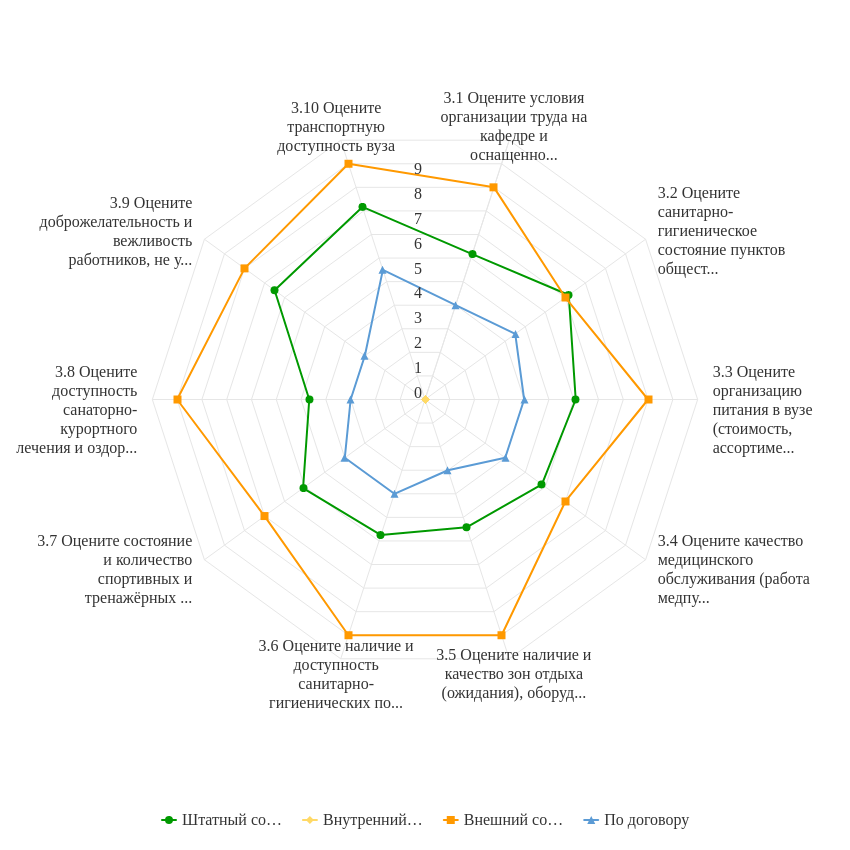 3.10 Оцените
транспортную
доступность вуза
3.1 Оцените условия
организации труда на
кафедре и
оснащенно...
3.2 Оцените
санитарно-
гигиеническое
состояние пунктов
общест...
3.3 Оцените
организацию
питания в вузе
(стоимость,
ассортиме...
3.4 Оцените качество
медицинского
обслуживания (работа
медпу...
3.5 Оцените наличие и
качество зон отдыха
(ожидания), оборуд...
3.6 Оцените наличие и
доступность
санитарно-
гигиенических по...
3.7 Оцените состояние
и количество
спортивных и
тренажёрных ...
3.8 Оцените
доступность
санаторно-
курортного
лечения и оздор...
3.9 Оцените
доброжелательность и
вежливость
работников, не у...
9
8
7
6
5
4
3
2
1
0
Штатный со…
Внутренний…
Внешний со…
По договору